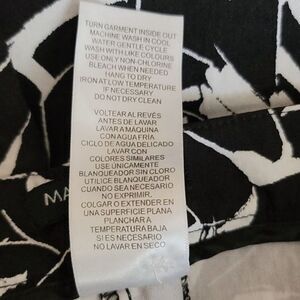 TURN GARMENT INSIDE OUT
MACHINE WASH IN COOL
WATER GENTLE CYCLE
WASH WITH LIKE COLOURS
USE ONLY NON-CHLORINE
BLEACH WHEN NEEDED
HANG TO DRY
IRON AT LOW TEMPERATURE
IF NECESSARY
DO NOT DRY CLEAN
VOLTEAR AL REVÉS
ANTES DE LAVAR
LAVAR A MÁQUINA
CON AGUA FRÍA
CICLO DE AGUA DELICADO
LAVAR CON
COLORES SIMILARES
USE ÚNICAMENTE
BLANQUEADOR SIN CLORO
UTILICE BLANQUEADOR
CUANDO SEA NECESARIO
NO EXPRIMIR.
COLGAR O EXTENDER EN
UNA SUPERFICIE PLANA
PLANCHAR A
TEMPERATURA BAJA
SI ES NECESARIO
NO LAVAR EN SECO
MA